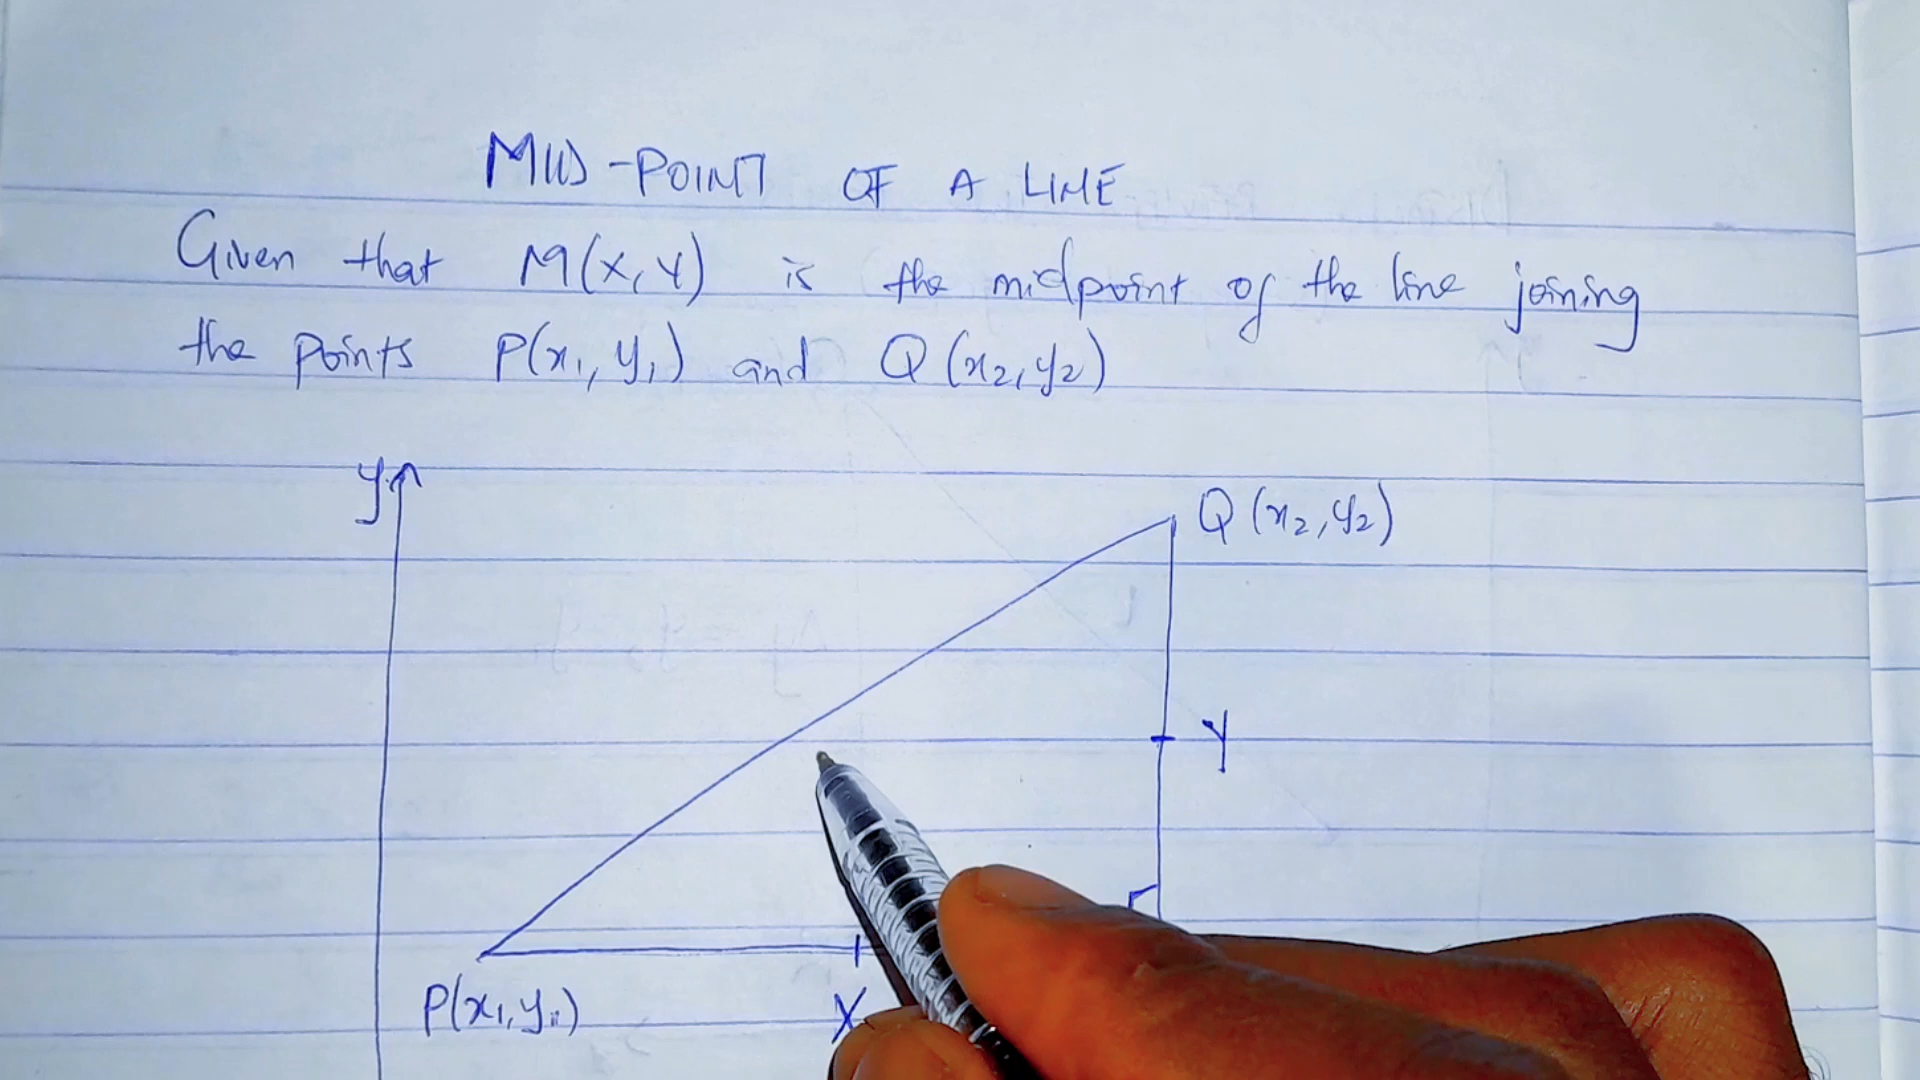 MID-POINT OF A LINE
Given that M(X, Y) is the midpoint of the line joining
the points P(x₁, y₁) and Q(x₂, y₂)
y
Q(x₂, y₂)
Y
P(x₁, y₁)
X